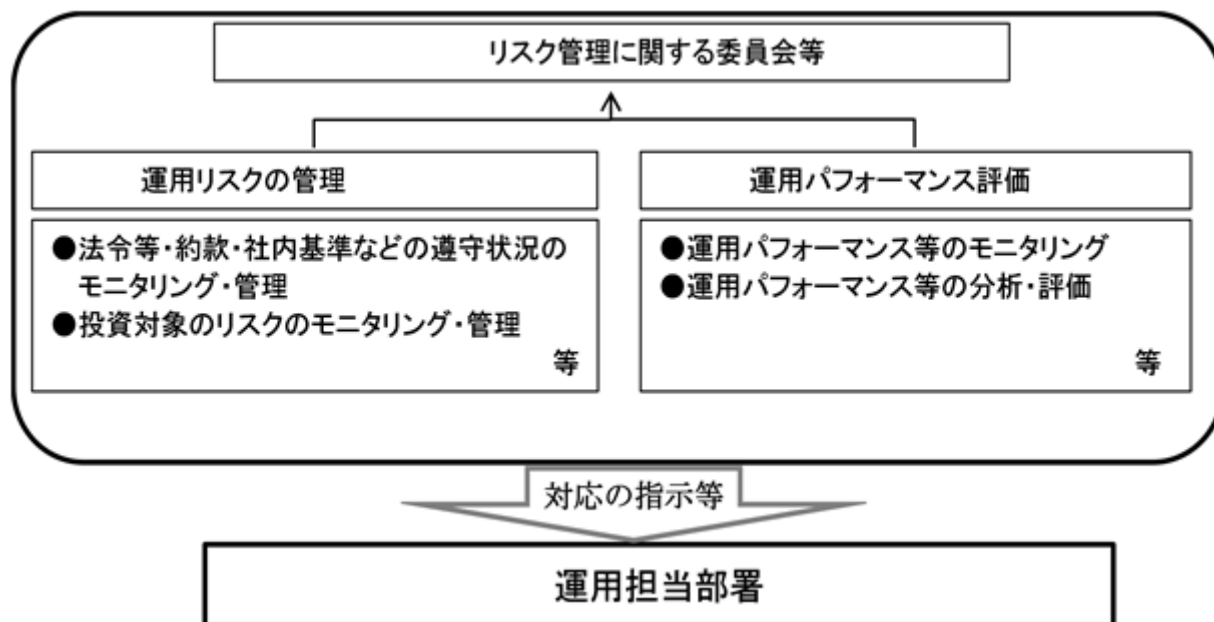 リスク管理に関する委員会等
運用リスクの管理
●法令等・約款・社内基準などの遵守状況の
モニタリング・管理
●投資対象のリスクのモニタリング・管理
等
運用パフォーマンス評価
●運用パフォーマンス等のモニタリング
●運用パフォーマンス等の分析・評価
等
対応の指示等
運用担当部署